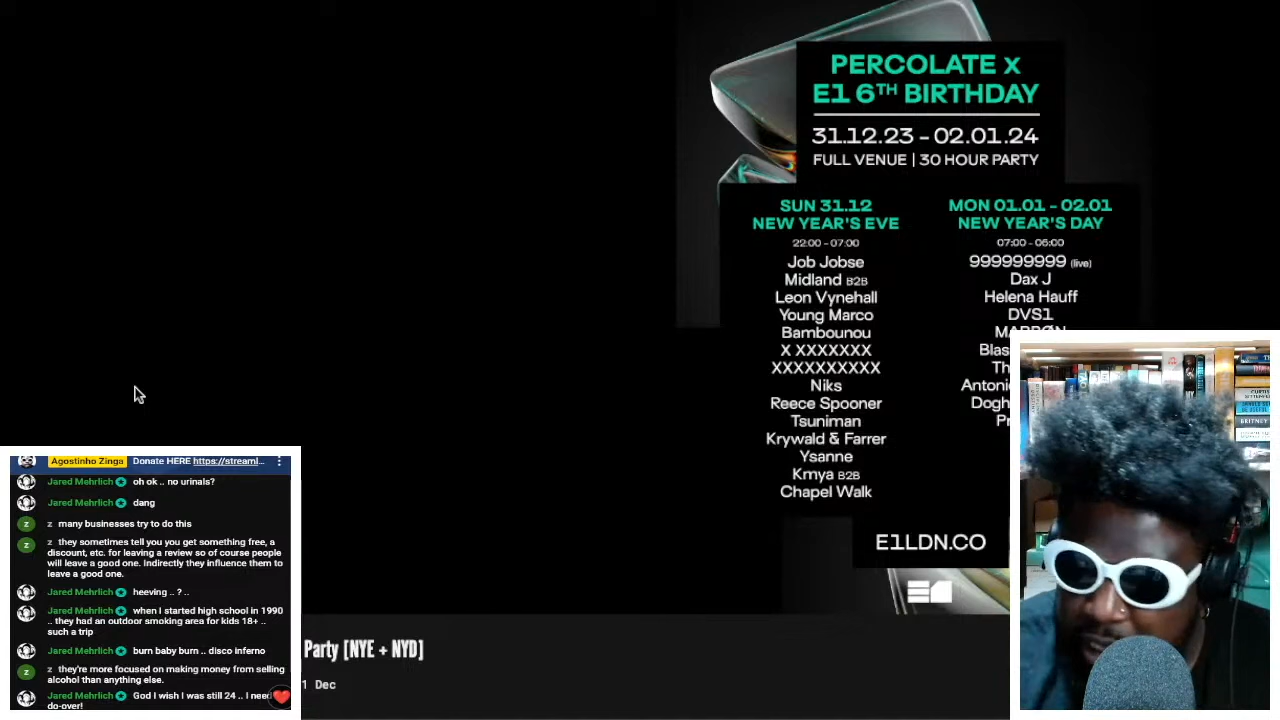 PERCOLATE x
E1 6TH BIRTHDAY
31.12.23 – 02.01.24
FULL VENUE | 30 HOUR PARTY
SUN 31.12
NEW YEAR'S EVE
22:00 - 07:00
Job Jobse
Midland B2B
Leon Vynehall
Young Marco
Bambounou
X XXXXXXX
XXXXXXXXXX
Niks
Reece Spooner
Tsuniman
Krywald & Farrer
Ysanne
Kmya B2B
Chapel Walk
MON 01.01 - 02.01
NEW YEAR'S DAY
07:00 - 06:00
999999999 (live)
Dax J
Helena Hauff
DVS1
MARRØN
Blas
Th
Antoni
Dogh
E1LDN.CO
Party [NYE + NYD]
1 Dec
Agostinho Zinga Donate HERE https://streaml...
Jared Mehrlich oh ok .. no urinals?
Jared Mehrlich dang
z many businesses try to do this
z they sometimes tell you you get something free, a
discount, etc. for leaving a review so of course people
will leave a good one. Indirectly they influence them to
leave a good one.
Jared Mehrlich heeving .. ? ..
Jared Mehrlich when I started high school in 1990
.. they had an outdoor smoking area for kids 18+ ..
such a trip
Jared Mehrlich burn baby burn .. disco inferno
z they're more focused on making money from selling
alcohol than anything else.
Jared Mehrlich God I wish I was still 24 .. I need
do-over!
BRITNEY